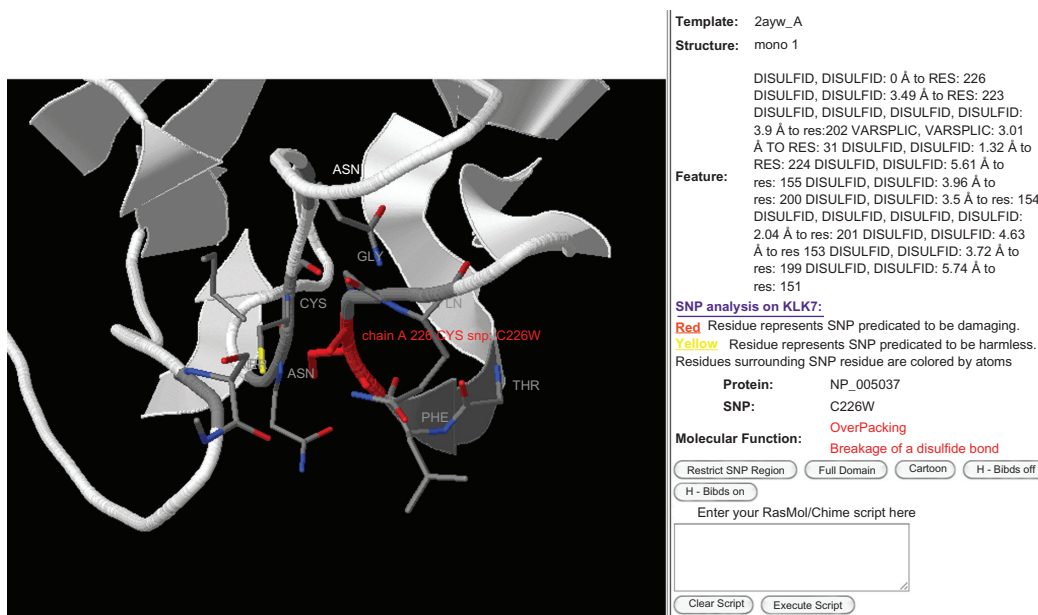 ASN
GLY
CYS
LN
chain A 226 CYS snp: C226W
ASN
THR
PHE
Template: 2ayw_A
Structure: mono 1
Feature:
DISULFID, DISULFID: 0 Å to RES: 226
DISULFID, DISULFID: 3.49 Å to RES: 223
DISULFID, DISULFID, DISULFID, DISULFID:
3.9 Å to res:202 VARSPLIC, VARSPLIC: 3.01
Å TO RES: 31 DISULFID, DISULFID: 1.32 Å to
RES: 224 DISULFID, DISULFID: 5.61 Å to
res: 155 DISULFID, DISULFID: 3.96 Å to
res: 200 DISULFID, DISULFID: 3.5 Å to res: 154
DISULFID, DISULFID, DISULFID, DISULFID:
2.04 Å to res: 201 DISULFID, DISULFID: 4.63
Å to res 153 DISULFID, DISULFID: 3.72 Å to
res: 199 DISULFID, DISULFID: 5.74 Å to
res: 151
SNP analysis on KLK7:
Red Residue represents SNP predicated to be damaging.
Yellow Residue represents SNP predicated to be harmless.
Residues surrounding SNP residue are colored by atoms
Protein: NP_005037
SNP: C226W
Molecular Function:
OverPacking
Breakage of a disulfide bond
Restrict SNP Region
Full Domain
Cartoon
H - Bibds off
H - Bibds on
Enter your RasMol/Chime script here
Clear Script
Execute Script